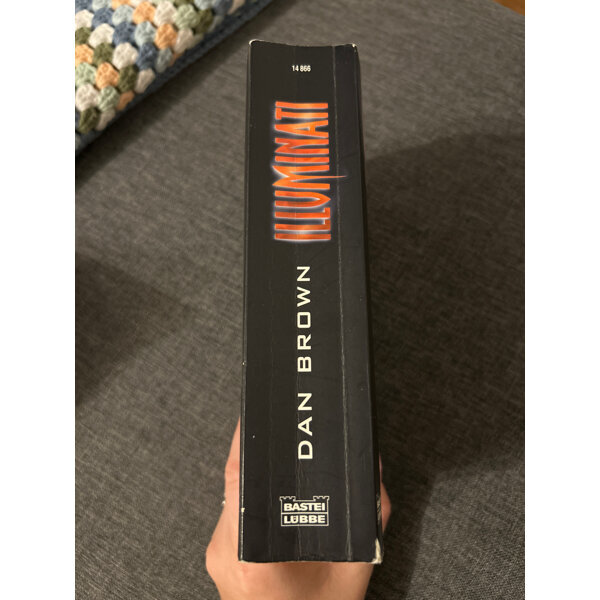 14 866
ILLUMINATI
DAN BROWN
BASTEI
LÜBBE